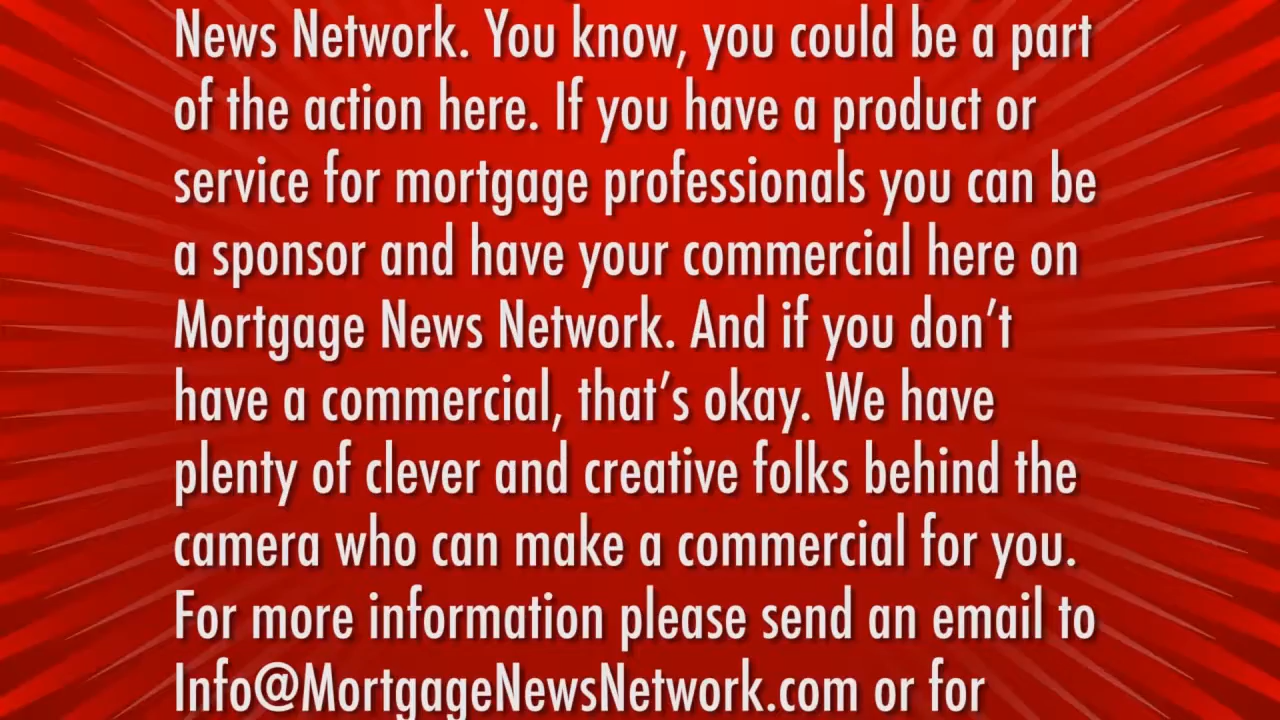 News Network. You know, you could be a part
of the action here. If you have a product or
service for mortgage professionals you can be
a sponsor and have your commercial here on
Mortgage News Network. And if you don’t
have a commercial, that’s okay. We have
plenty of clever and creative folks behind the
camera who can make a commercial for you.
For more information please send an email to
Info@MortgageNewsNetwork.com or for